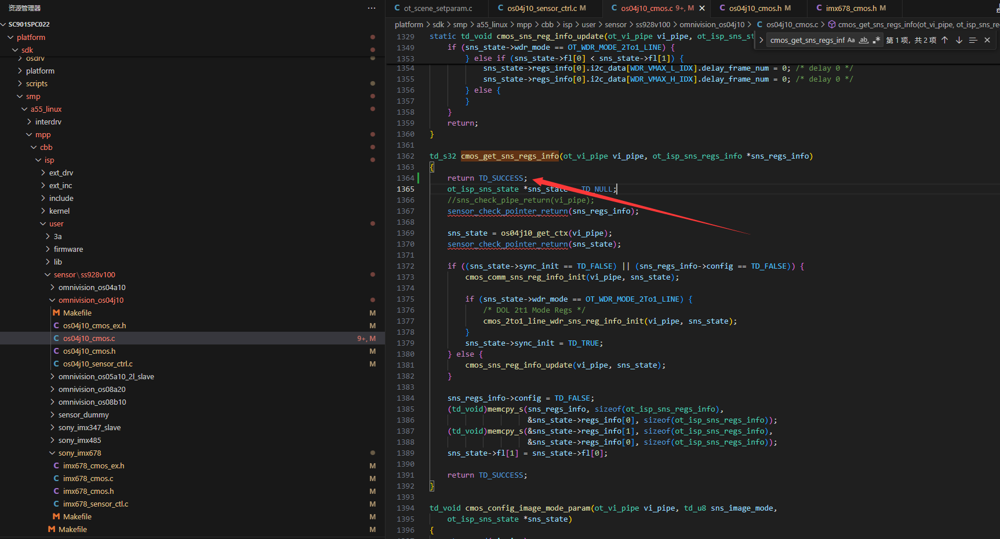 资源管理器
···
SC901SPC022
platform
sdk
osdrv
platform
scripts
smp
a55_linux
interdrv
mpp
cbb
isp
ext_drv
ext_inc
include
kernel
user
3a
firmware
lib
sensor\ss928v100
omnivision_os04a10
omnivision_os04j10
M Makefile M
C os04j10_cmos_ex.h M
C os04j10_cmos.c 9+, M
C os04j10_cmos.h M
C os04j10_sensor_ctrl.c M
omnivision_os05a10_2l_slave
omnivision_os08a20
omnivision_os08b10
sensor_dummy
sony_imx347_slave
sony_imx485
sony_imx678
C imx678_cmos_ex.h M
C imx678_cmos.c M
C imx678_cmos.h M
C imx678_sensor_ctl.c M
M Makefile M
M Makefile M
C ot_scene_setparam.c C os04j10_sensor_ctrl.c M C os04j10_cmos.c 9+, M C os04j10_cmos.h M C imx678_cmos.h M
platform > sdk > smp > a55_linux > mpp > cbb > isp > user > sensor > ss928v100 > omnivision_os04j10 > C os04j10_cmos.c > cmos_get_sns_regs_info(ot_vi_pipe, ot_isp_sns_re
cmos_get_sns_regs_inf Aa ab .* 第 1 项, 共 2 项
1329 static td_void cmos_sns_reg_info_update(ot_vi_pipe vi_pipe, ot_isp_sns_st
1349 if (sns_state->wdr_mode == OT_WDR_MODE_2To1_LINE) {
1353 } else if (sns_state->fl[0] < sns_state->fl[1]) {
1354 sns_state->regs_info[0].i2c_data[WDR_VMAX_L_IDX].delay_frame_num = 0; /* delay 0 */
1355 sns_state->regs_info[0].i2c_data[WDR_VMAX_H_IDX].delay_frame_num = 0; /* delay 0 */
1356 } else {
1357 }
1358 }
1359 return;
1360 }
1361
1362 td_s32 cmos_get_sns_regs_info(ot_vi_pipe vi_pipe, ot_isp_sns_regs_info *sns_regs_info)
1363 {
1364 return TD_SUCCESS;
1365 ot_isp_sns_state *sns_state TD_NULL;
1366 //sns_check_pipe_return(vi_pipe);
1367 sensor_check_pointer_return(sns_regs_info);
1368
1369 sns_state = os04j10_get_ctx(vi_pipe);
1370 sensor_check_pointer_return(sns_state);
1371
1372 if ((sns_state->sync_init == TD_FALSE) || (sns_regs_info->config == TD_FALSE)) {
1373 cmos_comm_sns_reg_info_init(vi_pipe, sns_state);
1374
1375 if (sns_state->wdr_mode == OT_WDR_MODE_2To1_LINE) {
1376 /* DOL 2t1 Mode Regs */
1377 cmos_2to1_line_wdr_sns_reg_info_init(vi_pipe, sns_state);
1378 }
1379 sns_state->sync_init = TD_TRUE;
1380 } else {
1381 cmos_sns_reg_info_update(vi_pipe, sns_state);
1382 }
1383
1384 sns_regs_info->config = TD_FALSE;
1385 (td_void)memcpy_s(sns_regs_info, sizeof(ot_isp_sns_regs_info),
1386 &sns_state->regs_info[0], sizeof(ot_isp_sns_regs_info));
1387 (td_void)memcpy_s(&sns_state->regs_info[1], sizeof(ot_isp_sns_regs_info),
1388 &sns_state->regs_info[0], sizeof(ot_isp_sns_regs_info));
1389 sns_state->fl[1] = sns_state->fl[0];
1390
1391 return TD_SUCCESS;
1392 }
1393
1394 td_void cmos_config_image_mode_param(ot_vi_pipe vi_pipe, td_u8 sns_image_mode,
1395 ot_isp_sns_state *sns_state)
1396 {